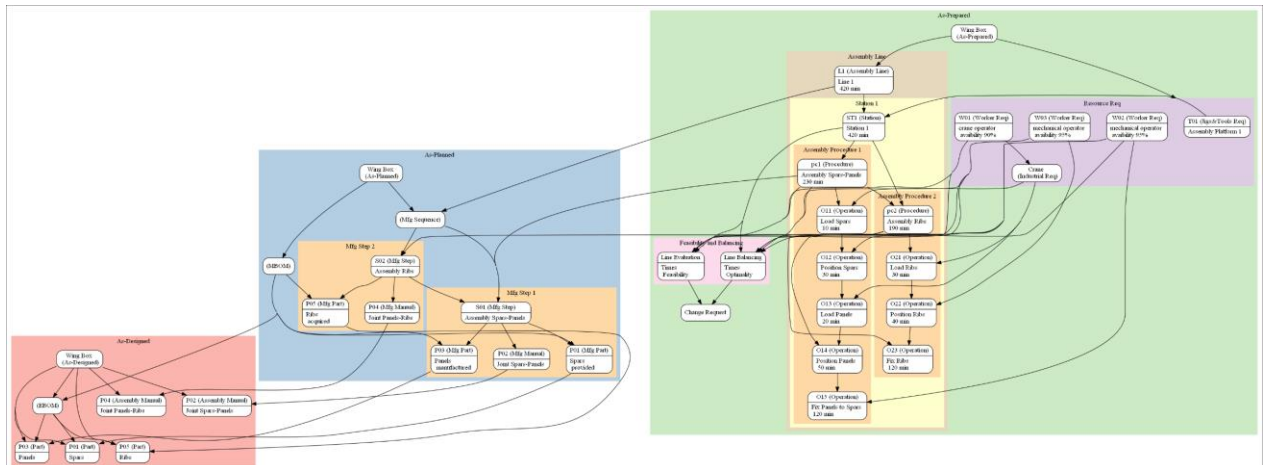 As-Prepared
Wing Box
(As-Prepared)
Assembly Line
L1 (Assembly Line)
Line 1
420 min
Station 1
ST1 (Station)
Station 1
420 min
Resource Req
W01 (Worker Req)
crane operator
avaibility 90%
W03 (Worker Req)
mechanical operator
avaibility 95%
W02 (Worker Req)
mechanical operator
avaibility 95%
T01 (Jigs&Tools Req)
Assembly Platform 1
Crane
(Industrial Req)
Assembly Procedure 1
pc1 (Procedure)
Assembly Spars-Panels
230 min
O11 (Operation)
Load Spars
10 min
O12 (Operation)
Position Spars
30 min
O13 (Operation)
Load Panels
20 min
O14 (Operation)
Position Panels
50 min
O15 (Operation)
Fix Panels to Spars
120 min
Assembly Procedure 2
pc2 (Procedure)
Assembly Ribs
190 min
O21 (Operation)
Load Ribs
30 min
O22 (Operation)
Position Ribs
40 min
O23 (Operation)
Fix Ribs
120 min
Feasibility and Balancing
Line Evaluation
Times
Feasibility
Line Balancing
Times
Optimality
Change Request
As-Planned
Wing Box
(As-Planned)
(Mfg Sequence)
(MBOM)
Mfg Step 2
S02 (Mfg Step)
Assembly Ribs
P05 (Mfg Part)
Ribs
acquired
P04 (Mfg Manual)
Joint Panels-Ribs
Mfg Step 1
S01 (Mfg Step)
Assembly Spars-Panels
P03 (Mfg Part)
Panels
P02 (Mfg Manual)
Joint Spars-Panels
P01 (Mfg Part)
Spars
provided
As-Designed
Wing Box
(As-Designed)
(EBOM)
P04 (Assembly Manual)
Joint Panels-Ribs
P02 (Assembly Manual)
Joint Spars-Panels
P03 (Part)
Panels
P01 (Part)
Spars
P05 (Part)
Ribs